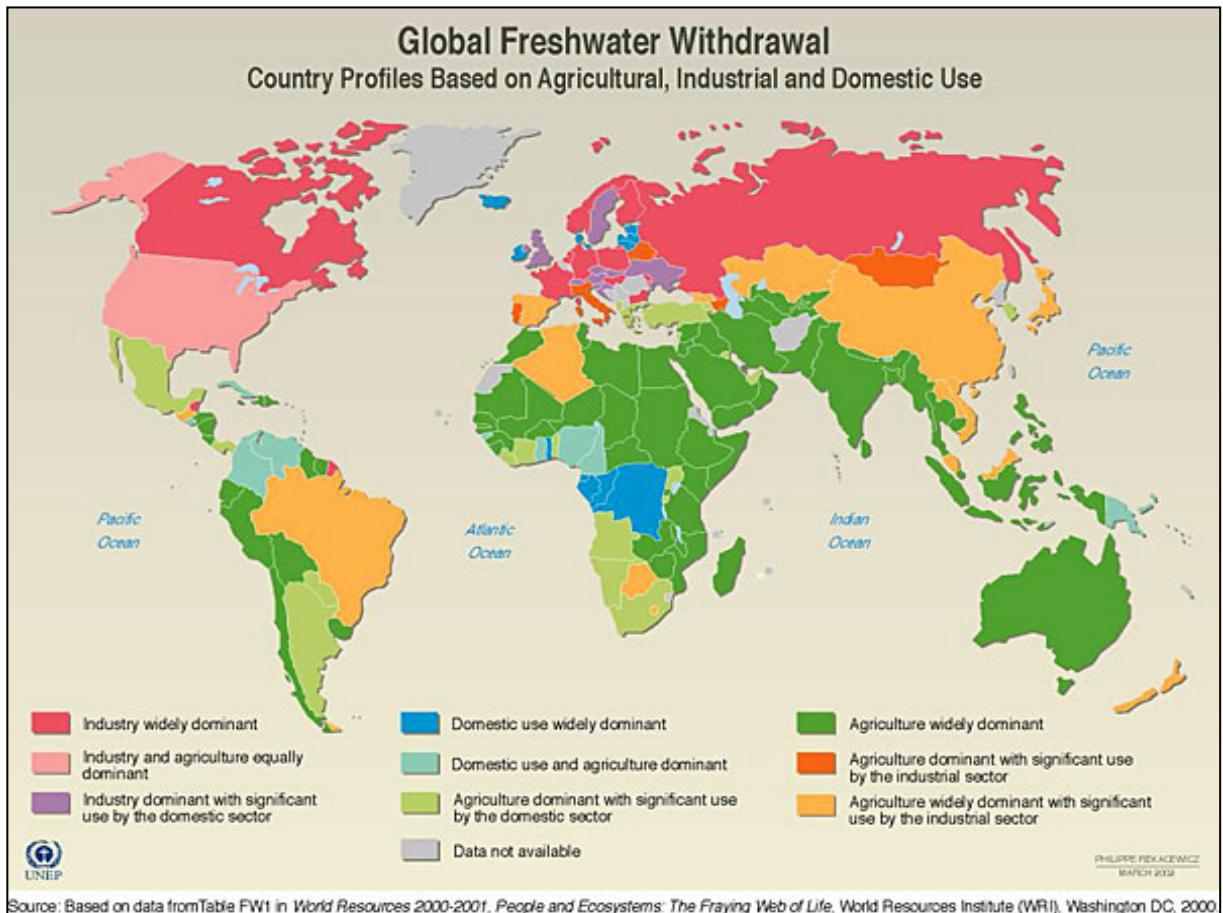 Global Freshwater Withdrawal
Country Profiles Based on Agricultural, Industrial and Domestic Use
Pacific
Ocean
Pacific
Ocean
Atlantic
Ocean
Indian
Ocean
Industry widely dominant
Industry and agriculture equally
dominant
Industry dominant with significant
use by the domestic sector
Domestic use widely dominant
Domestic use and agriculture dominant
Agriculture dominant with significant use
by the domestic sector
Data not available
Agriculture widely dominant
Agriculture dominant with significant use
by the industrial sector
Agriculture widely dominant with significant
use by the industrial sector
UNEP
PHILIPPE REKACEWICZ
MARCH 2002
Source: Based on data fromTable FW1 in World Resources 2000-2001, People and Ecosystems: The Fraying Web of Life, World Resources Institute (WRI), Washington DC, 2000